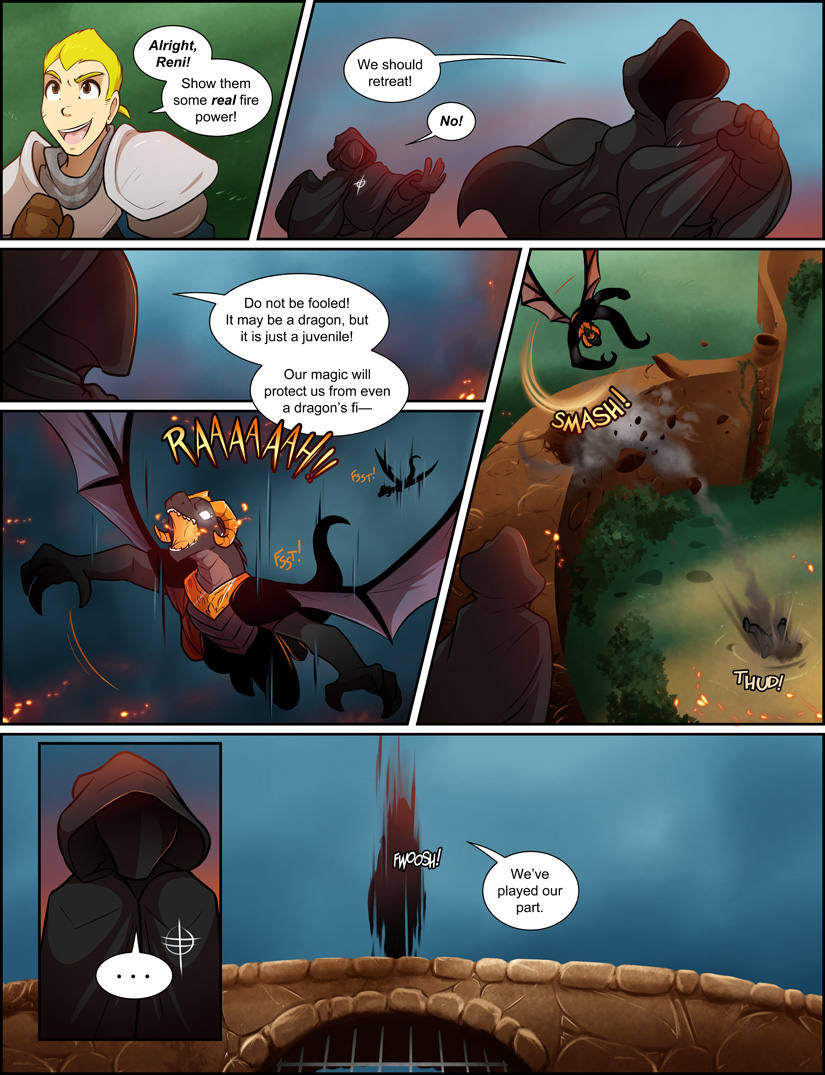 Alright,
Reni!
Show them
some real fire
power!
We should
retreat!
No!
Do not be fooled!
It may be a dragon, but
it is just a juvenile!
Our magic will
protect us from even
a dragon's fi—
RAAAAAAH!!
FSST!
FSST!
SMASH!
THUD!
...
FWOOSH!
We've
played our
part.